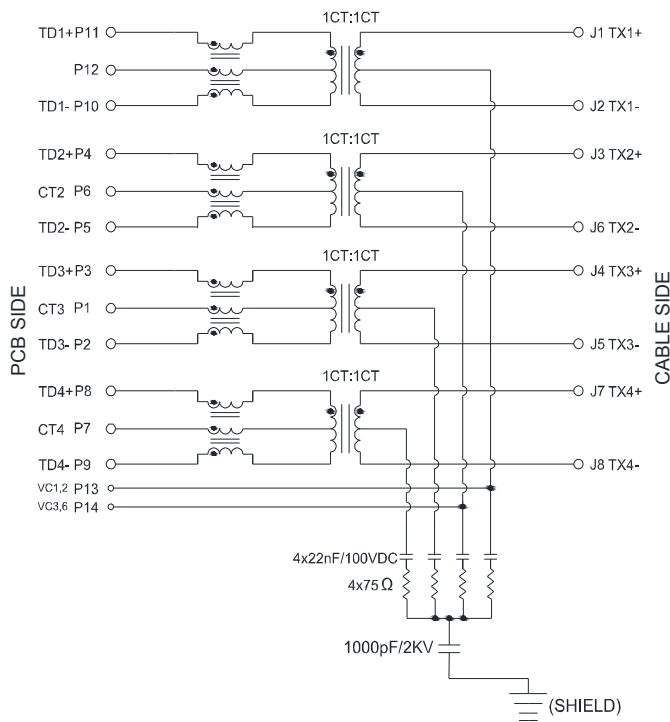 1CT:1CT
TD1+ P11
J1 TX1+
P12
TD1- P10
J2 TX1-
1CT:1CT
TD2+ P4
J3 TX2+
CT2 P6
TD2- P5
J6 TX2-
1CT:1CT
TD3+ P3
J4 TX3+
CT3 P1
TD3- P2
J5 TX3-
PCB SIDE
CABLE SIDE
1CT:1CT
TD4+ P8
J7 TX4+
CT4 P7
TD4- P9
J8 TX4-
VC1,2 P13
VC3,6 P14
4x22nF/100VDC
4x75 Ω
1000pF/2KV
(SHIELD)